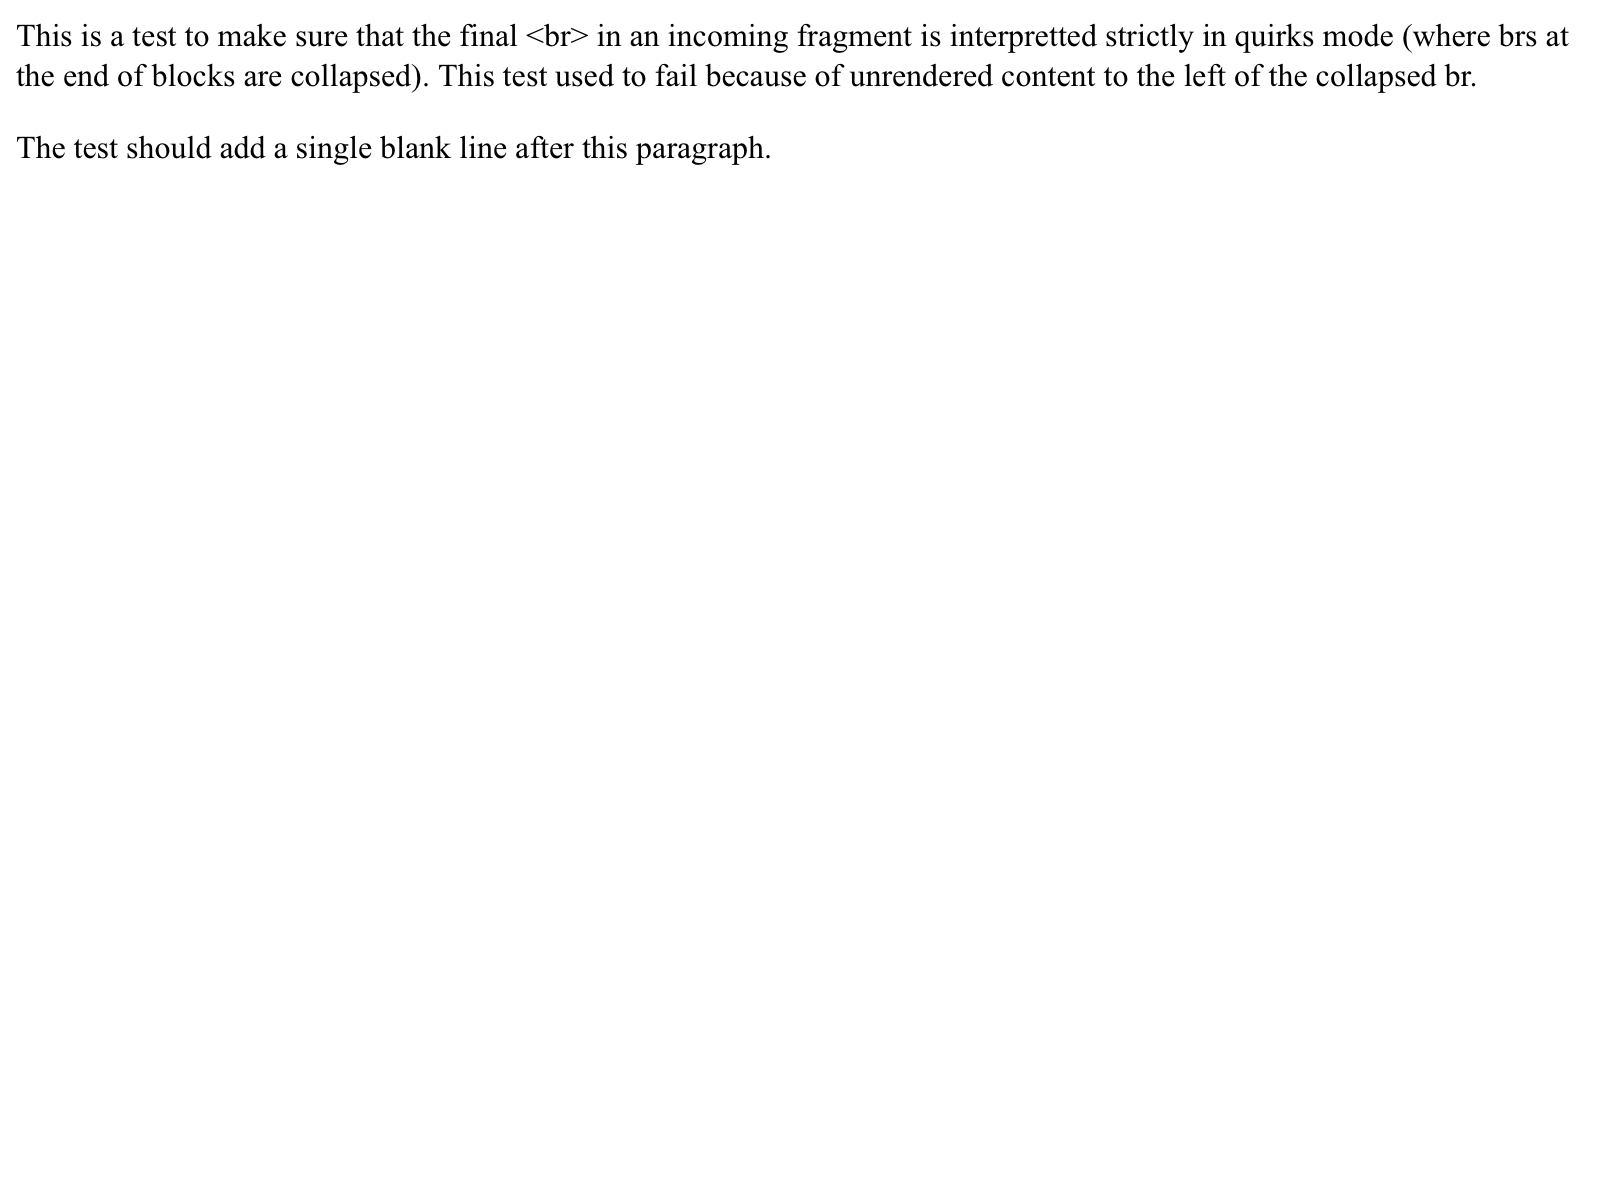 This is a test to make sure that the final <br> in an incoming fragment is interpretted strictly in quirks mode (where brs at
the end of blocks are collapsed). This test used to fail because of unrendered content to the left of the collapsed br.
The test should add a single blank line after this paragraph.